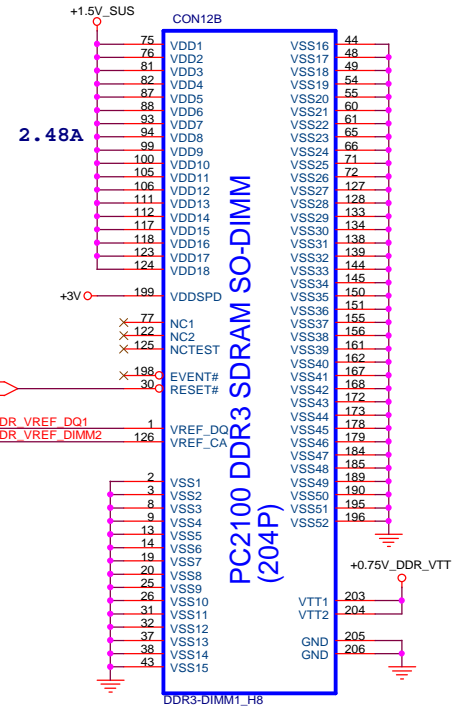 +1.5V_SUS
CON12B
2.48A
75 VDD1
76 VDD2
81 VDD3
82 VDD4
87 VDD5
88 VDD6
93 VDD7
94 VDD8
99 VDD9
100 VDD10
105 VDD11
106 VDD12
111 VDD13
112 VDD14
117 VDD15
118 VDD16
123 VDD17
124 VDD18
+3V 199 VDDSPD
77 NC1
122 NC2
125 NCTEST
198 EVENT#
30 RESET#
DR_VREF_DQ1 1 VREF_DQ
DR_VREF_DIMM2 126 VREF_CA
2 VSS1
3 VSS2
8 VSS3
9 VSS4
13 VSS5
14 VSS6
19 VSS7
20 VSS8
25 VSS9
26 VSS10
31 VSS11
32 VSS12
37 VSS13
38 VSS14
43 VSS15
PC2100 DDR3 SDRAM SO-DIMM
(204P)
VSS16 44
VSS17 48
VSS18 49
VSS19 54
VSS20 55
VSS21 60
VSS22 61
VSS23 65
VSS24 66
VSS25 71
VSS26 72
VSS27 127
VSS28 128
VSS29 133
VSS30 134
VSS31 138
VSS32 139
VSS33 144
VSS34 145
VSS35 150
VSS36 151
VSS37 155
VSS38 156
VSS39 161
VSS40 162
VSS41 167
VSS42 168
VSS43 172
VSS44 173
VSS45 178
VSS46 179
VSS47 184
VSS48 185
VSS49 189
VSS50 190
VSS51 195
VSS52 196
+0.75V_DDR_VTT
VTT1 203
VTT2 204
GND 205
GND 206
DDR3-DIMM1_H8